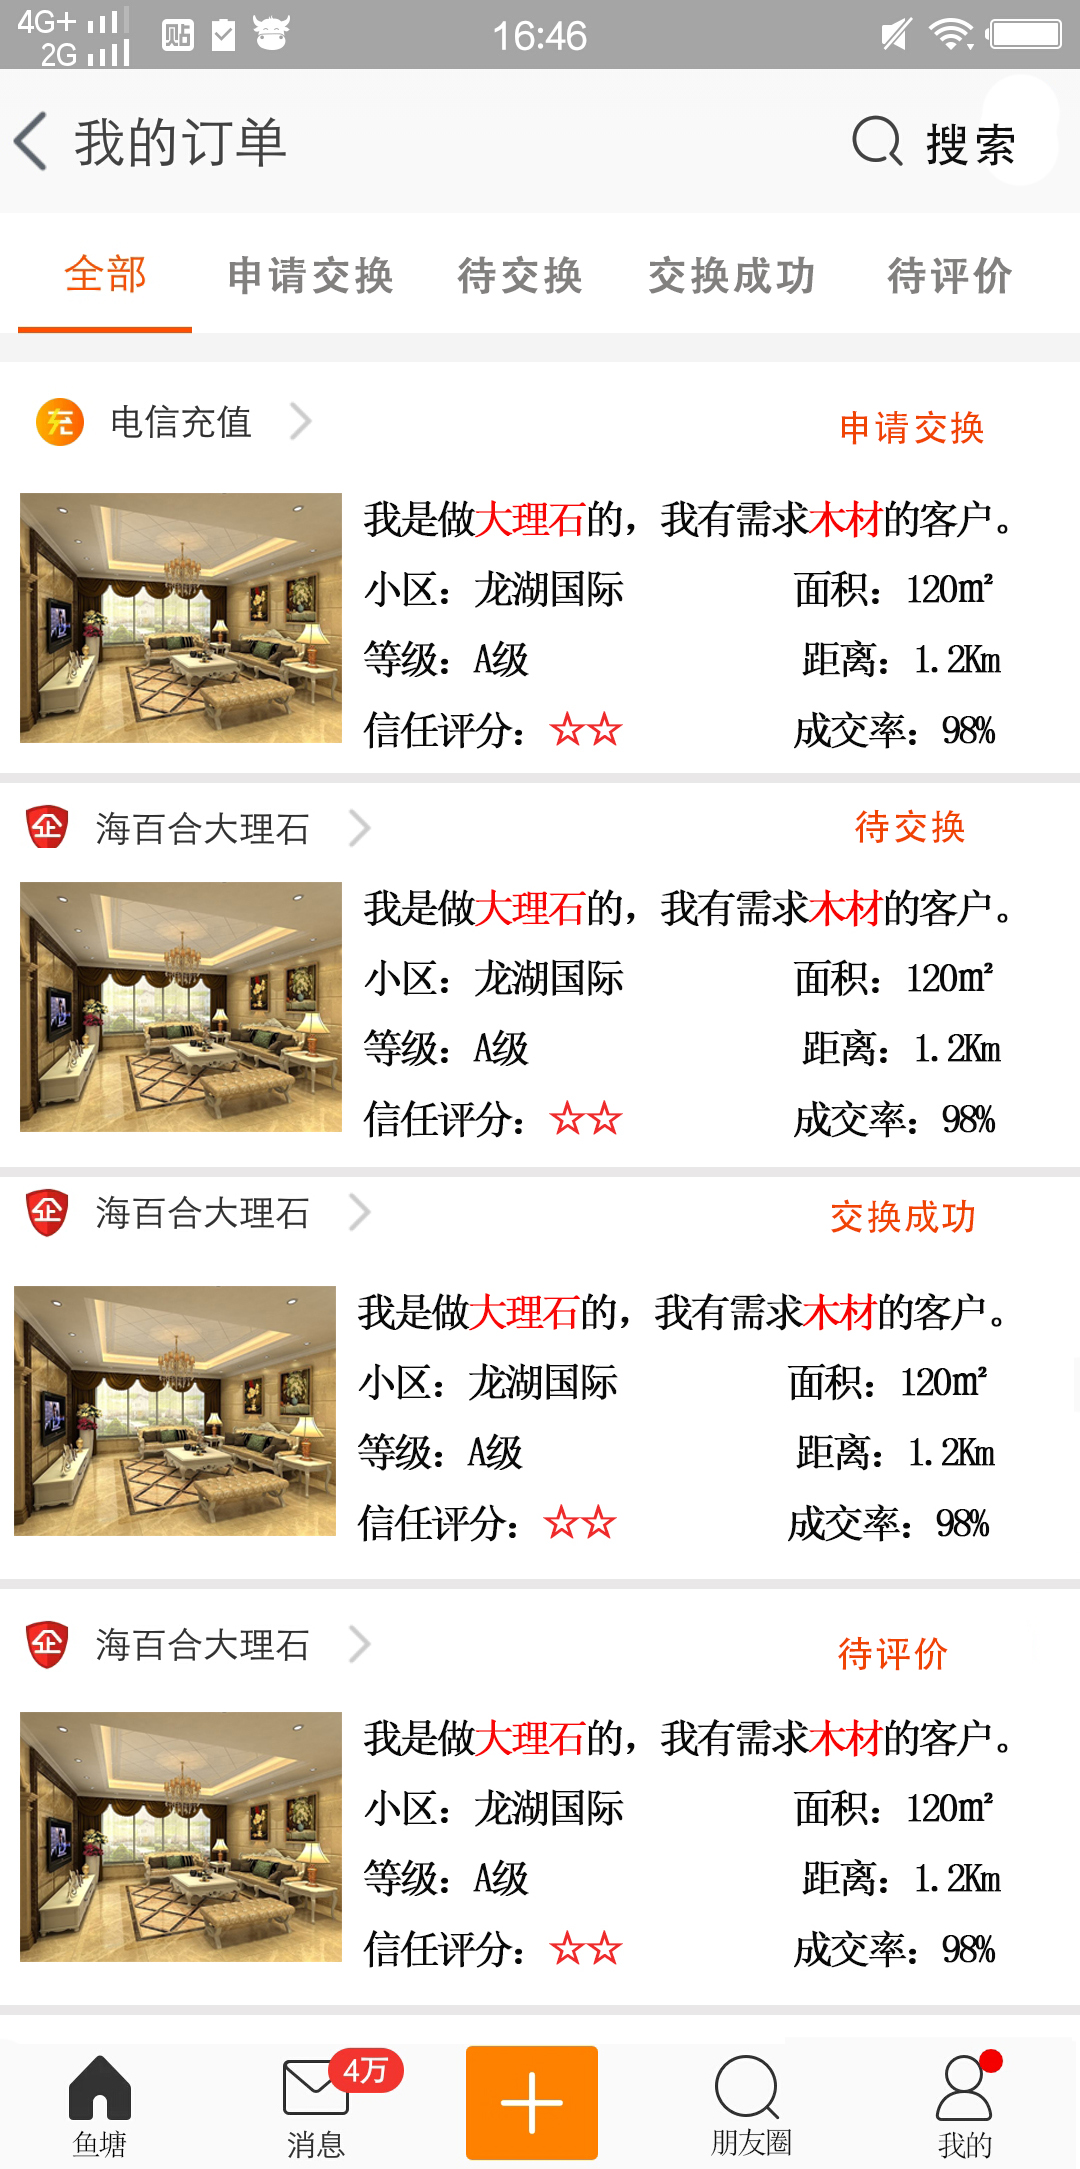 4G+
2G
贴
16:46
我的订单
搜索
全部 申请交换 待交换 交换成功 待评价
充 电信充值 申请交换
我是做大理石的，我有需求木材的客户。
小区：龙湖国际 面积：120m²
等级：A级 距离：1.2Km
信任评分：☆☆ 成交率：98%
企 海百合大理石 待交换
我是做大理石的，我有需求木材的客户。
小区：龙湖国际 面积：120m²
等级：A级 距离：1.2Km
信任评分：☆☆ 成交率：98%
企 海百合大理石 交换成功
我是做大理石的，我有需求木材的客户。
小区：龙湖国际 面积：120m²
等级：A级 距离：1.2Km
信任评分：☆☆ 成交率：98%
企 海百合大理石 待评价
我是做大理石的，我有需求木材的客户。
小区：龙湖国际 面积：120m²
等级：A级 距离：1.2Km
信任评分：☆☆ 成交率：98%
4万
鱼塘 消息 朋友圈 我的